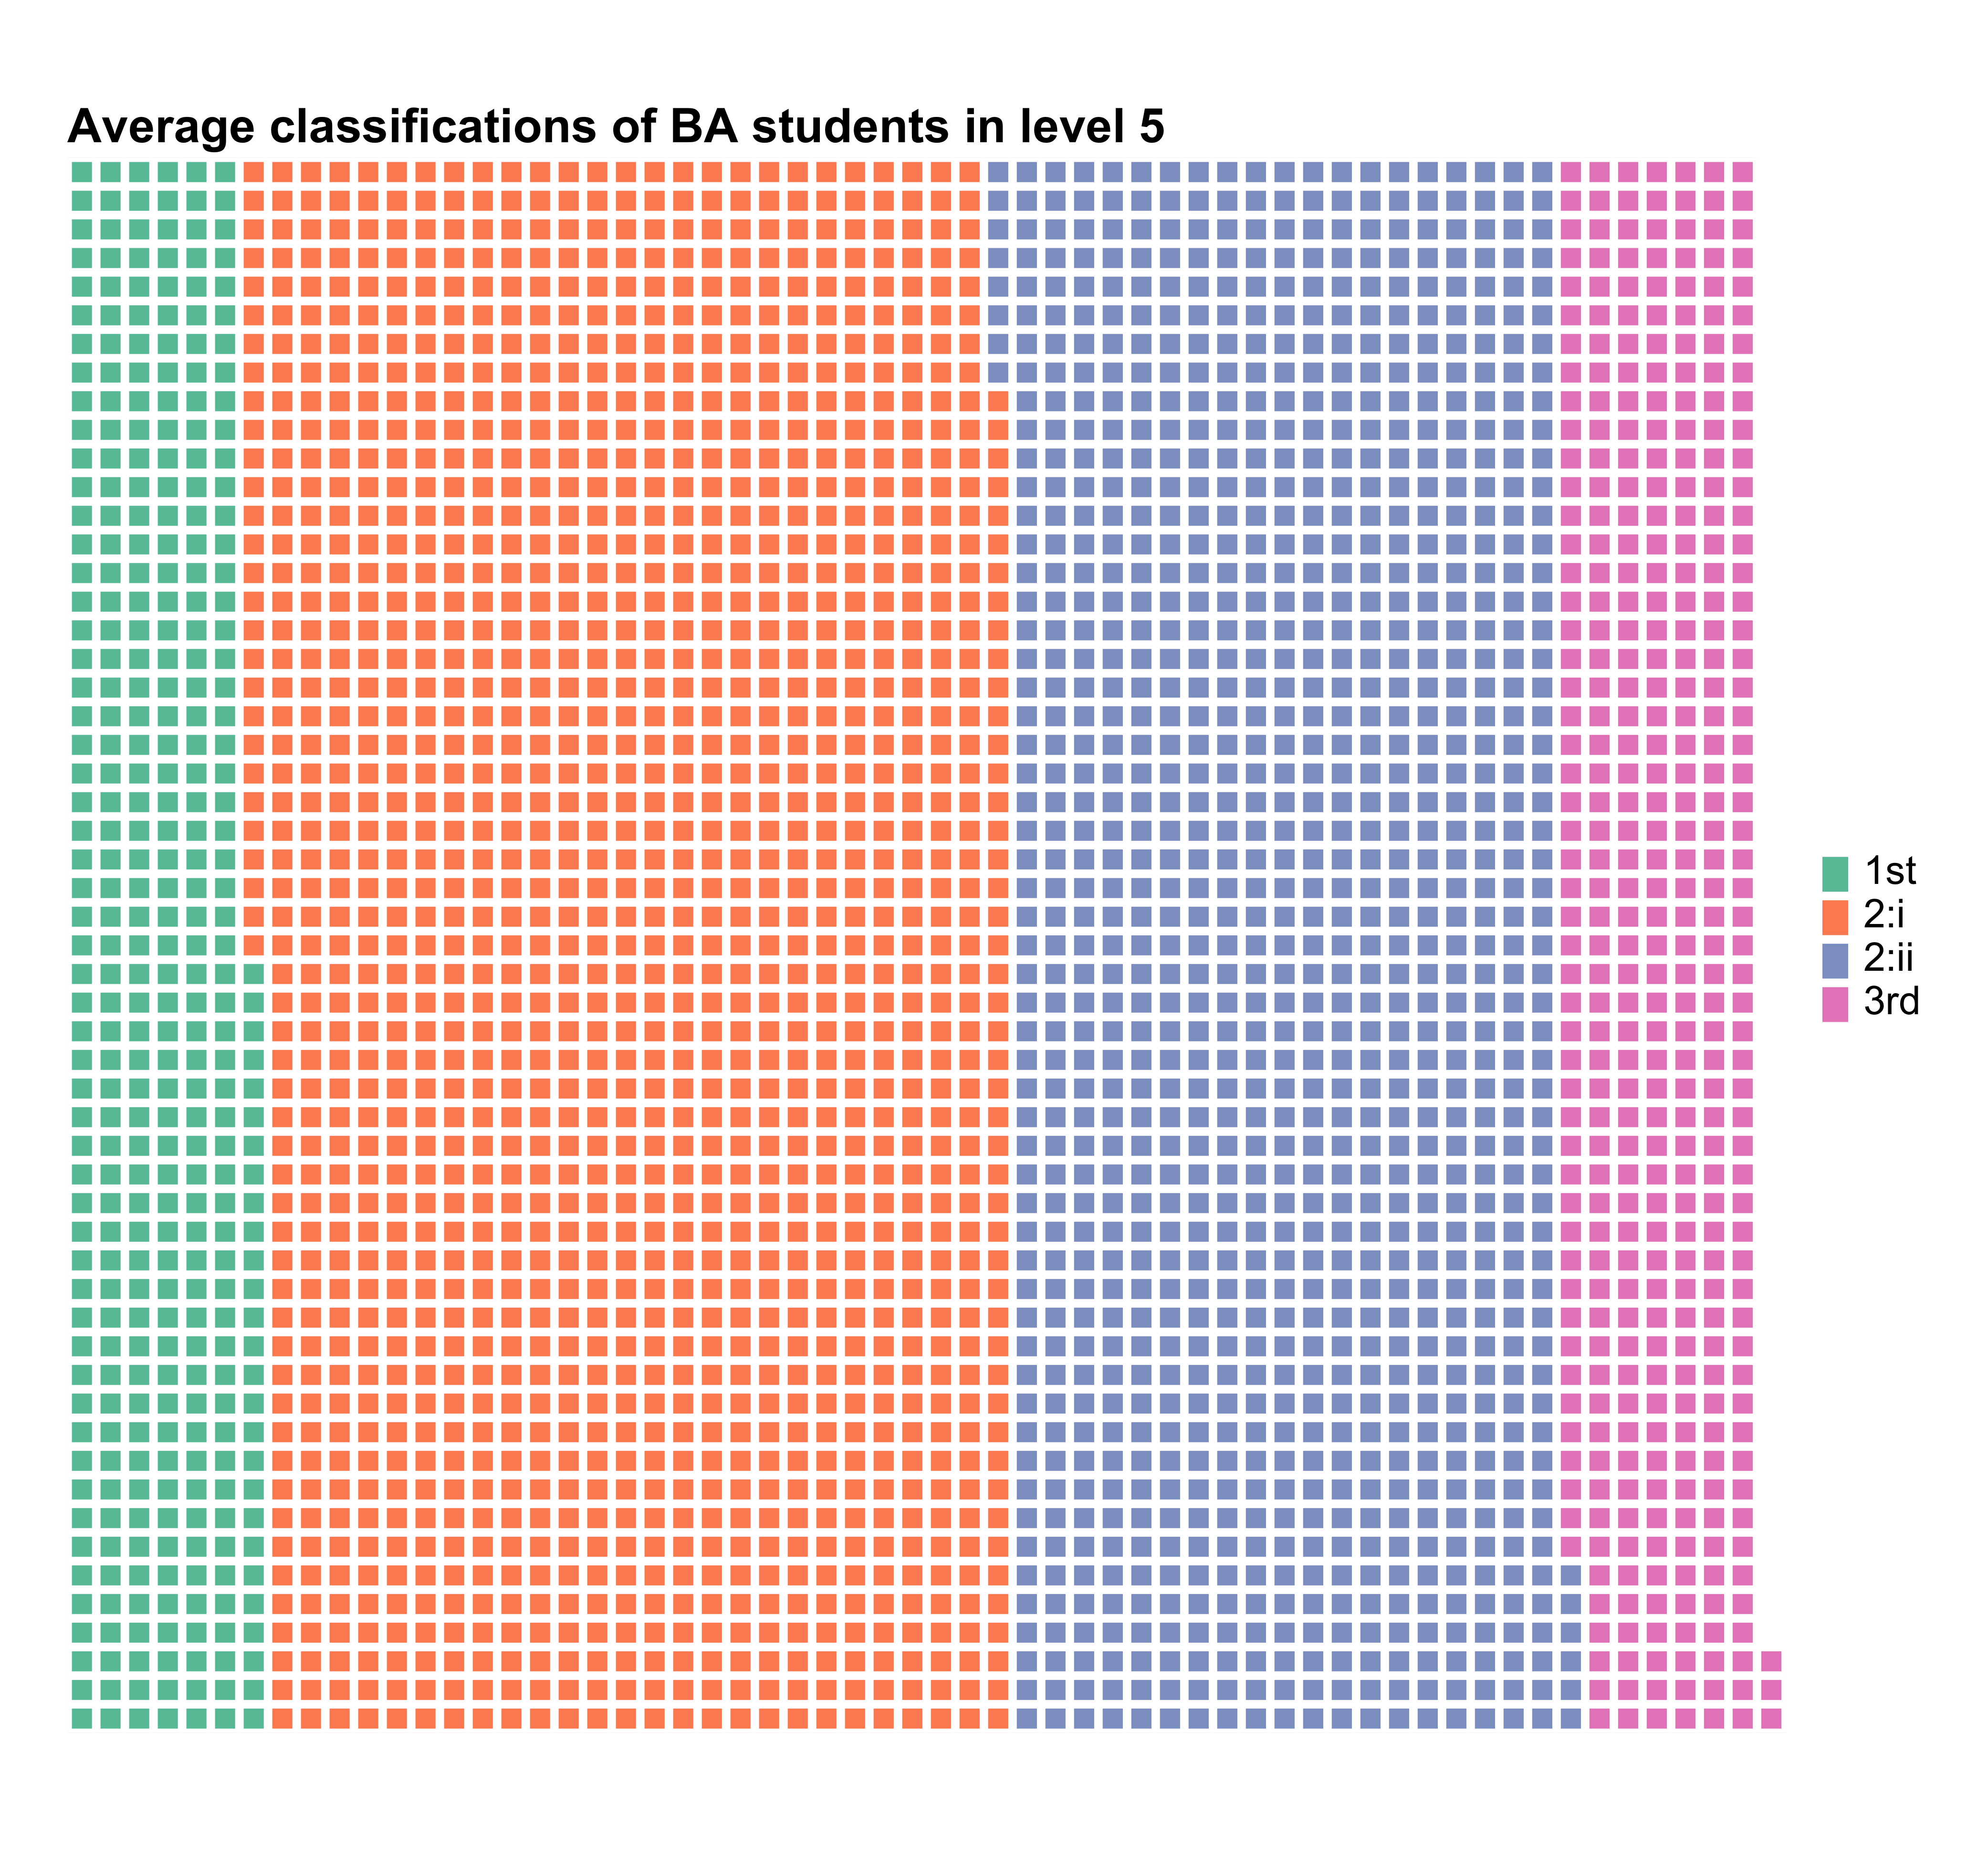 Average classifications of BA students in level 5
1st
2:i
2:ii
3rd